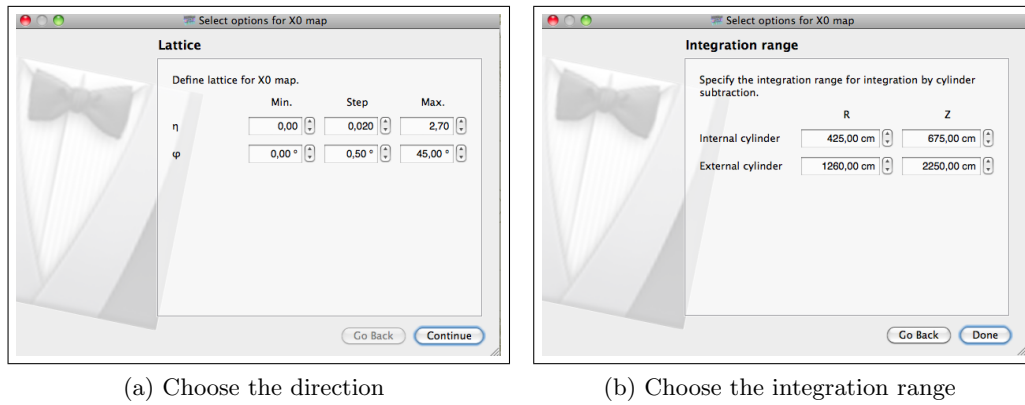 Select options for X0 map
Lattice
Define lattice for X0 map.
Min. Step Max.
η 0,00 0,020 2,70
φ 0,00 ° 0,50 ° 45,00 °
Go Back Continue
(a) Choose the direction
Select options for X0 map
Integration range
Specify the integration range for integration by cylinder
subtraction.
R Z
Internal cylinder 425,00 cm 675,00 cm
External cylinder 1260,00 cm 2250,00 cm
Go Back Done
(b) Choose the integration range